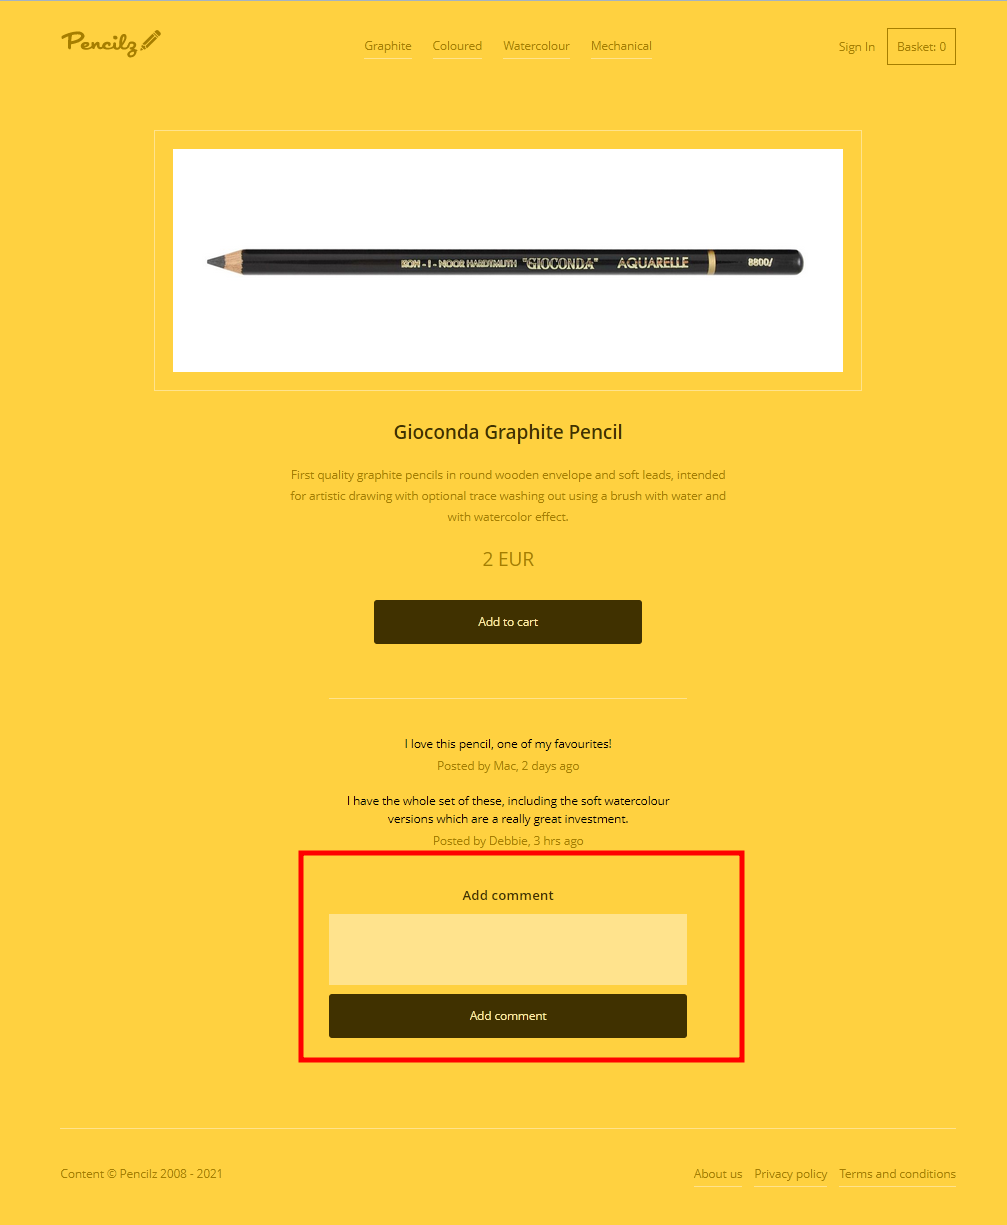 Pencilz
Graphite Coloured Watercolour Mechanical
Sign In Basket: 0
KOH-I-NOOR HARDTMUTH "GIOCONDA" AQUARELLE 8800/
Gioconda Graphite Pencil
First quality graphite pencils in round wooden envelope and soft leads, intended
for artistic drawing with optional trace washing out using a brush with water and
with watercolor effect.
2 EUR
Add to cart
I love this pencil, one of my favourites!
Posted by Mac, 2 days ago
I have the whole set of these, including the soft watercolour
versions which are a really great investment.
Posted by Debbie, 3 hrs ago
Add comment
Add comment
Content © Pencilz 2008 - 2021
About us Privacy policy Terms and conditions